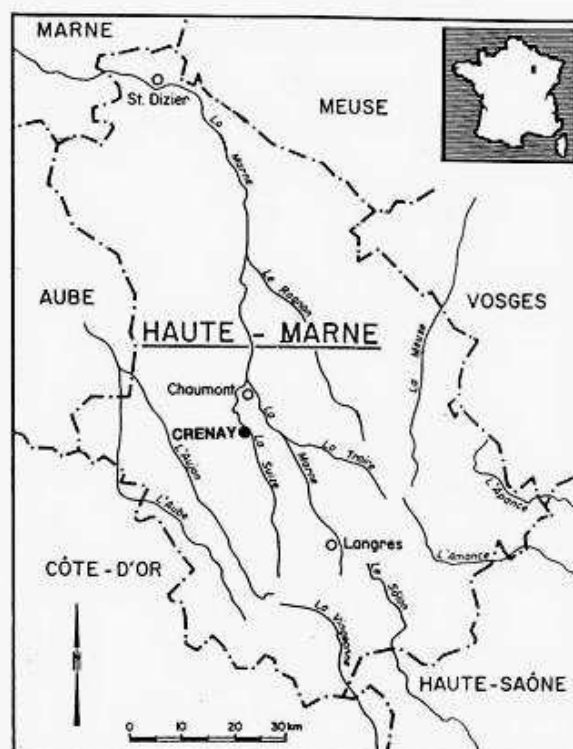 MARNE
St. Dizier
MEUSE
La Marne
AUBE
Le Rognon
VOSGES
HAUTE - MARNE
La Meuse
Chaumont
CRENAY
La Suize
La Marne
La Traire
L'Aujon
L'Aube
L'Apance
Langres
L'Amance
CÔTE-D'OR
Le Sâlon
La Vingeanne
N
HAUTE-SAÔNE
0 10 20 30 km